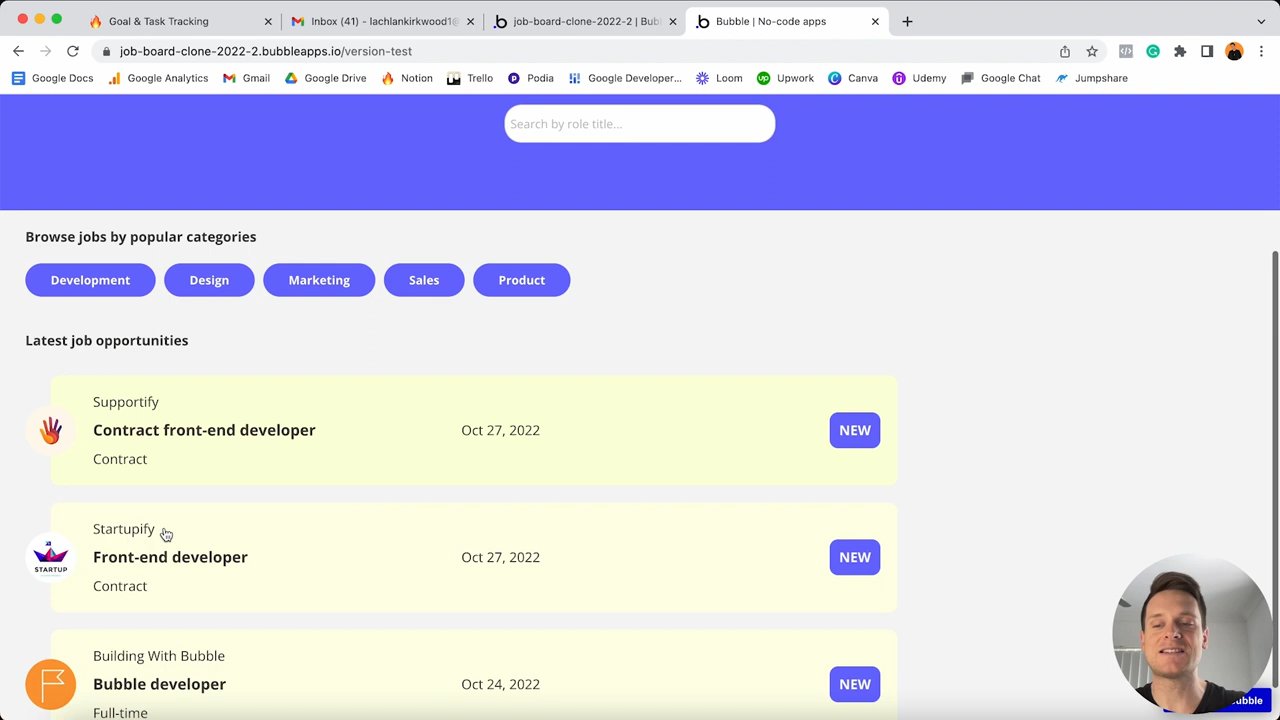 Goal & Task Tracking
Inbox (41) - lachlankirkwood1@
job-board-clone-2022-2 | Bub
Bubble | No-code apps
job-board-clone-2022-2.bubbleapps.io/version-test
Google Docs
Google Analytics
Gmail
Google Drive
Notion
Trello
Podia
Google Developer...
Loom
Upwork
Canva
Udemy
Google Chat
Jumpshare
Search by role title...
Browse jobs by popular categories
Development
Design
Marketing
Sales
Product
Latest job opportunities
Supportify
Contract front-end developer
Contract
Oct 27, 2022
NEW
STARTUP
Startupify
Front-end developer
Contract
Oct 27, 2022
NEW
Building With Bubble
Bubble developer
Full-time
Oct 24, 2022
NEW
ubble